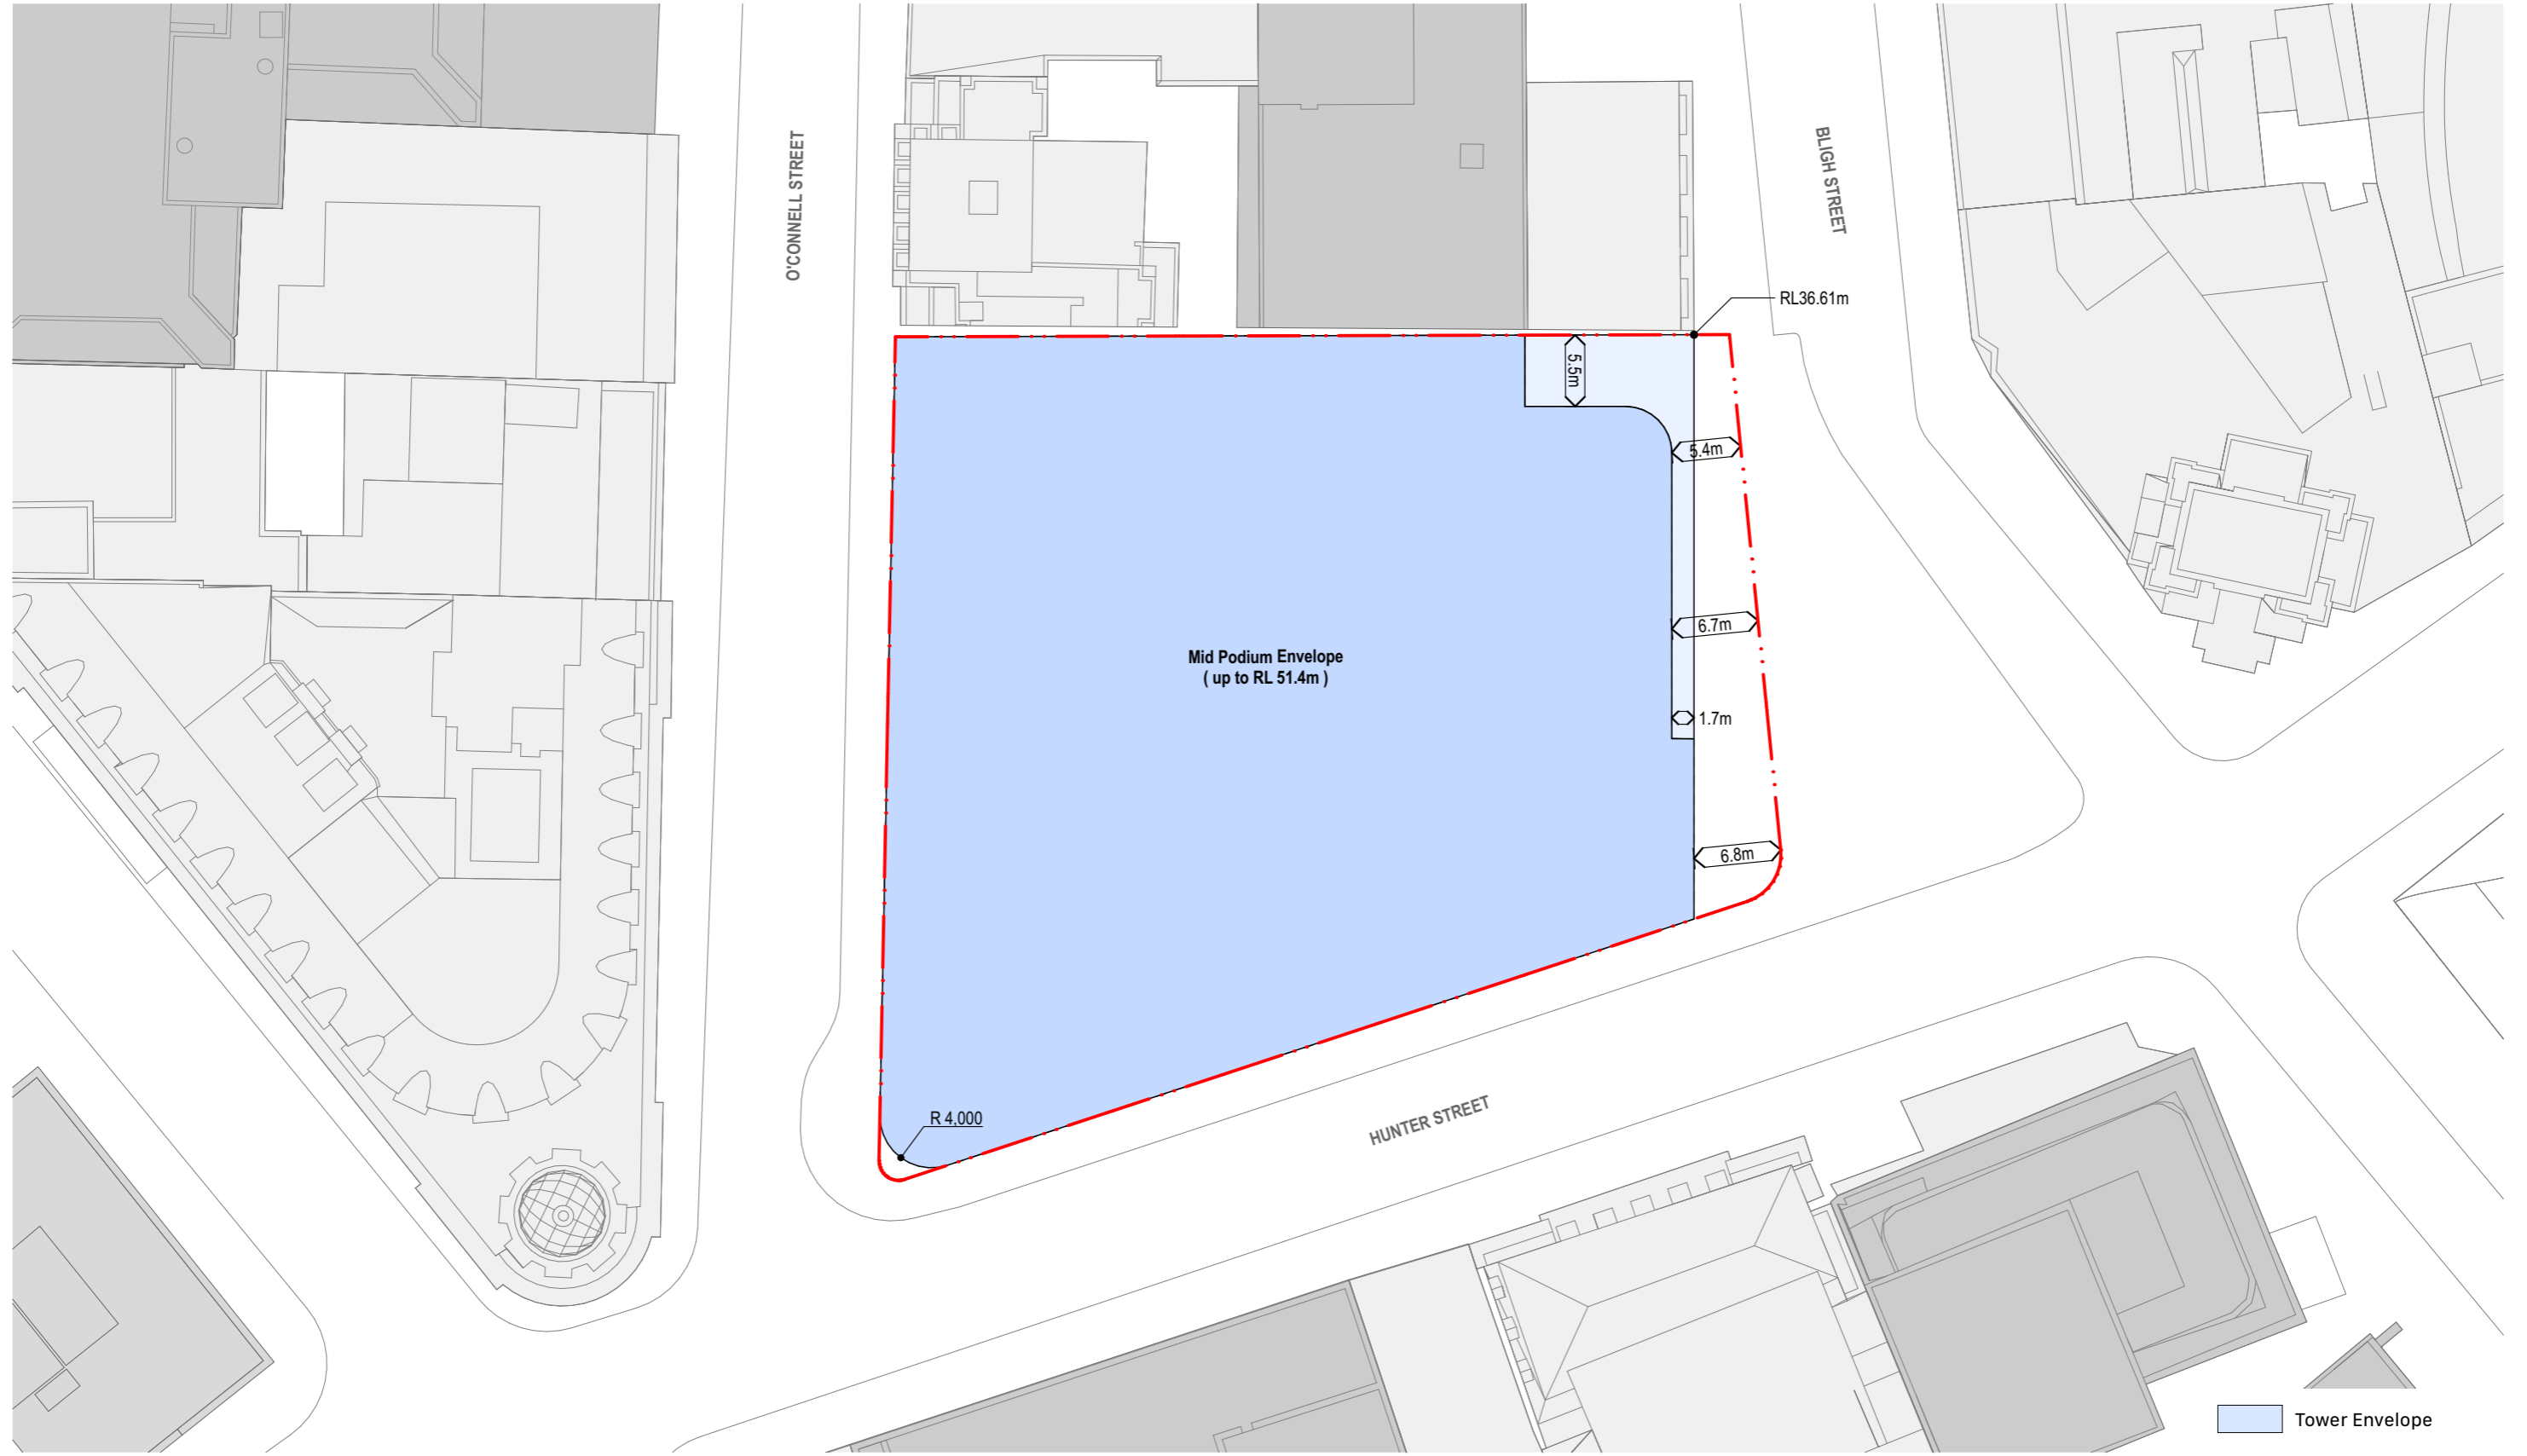 O'CONNELL STREET
BLIGH STREET
RL36.61m
5.5m
5.4m
6.7m
Mid Podium Envelope
( up to RL 51.4m )
1.7m
6.8m
R 4,000
HUNTER STREET
Tower Envelope